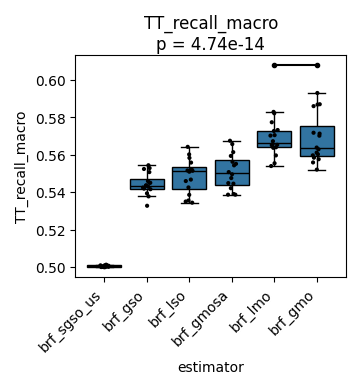 TT_recall_macro
p = 4.74e-14
TT_recall_macro
0.60
0.58
0.56
0.54
0.52
0.50
brf_sgso_us
brf_gso
brf_lso
brf_gmosa
brf_lmo
brf_gmo
estimator